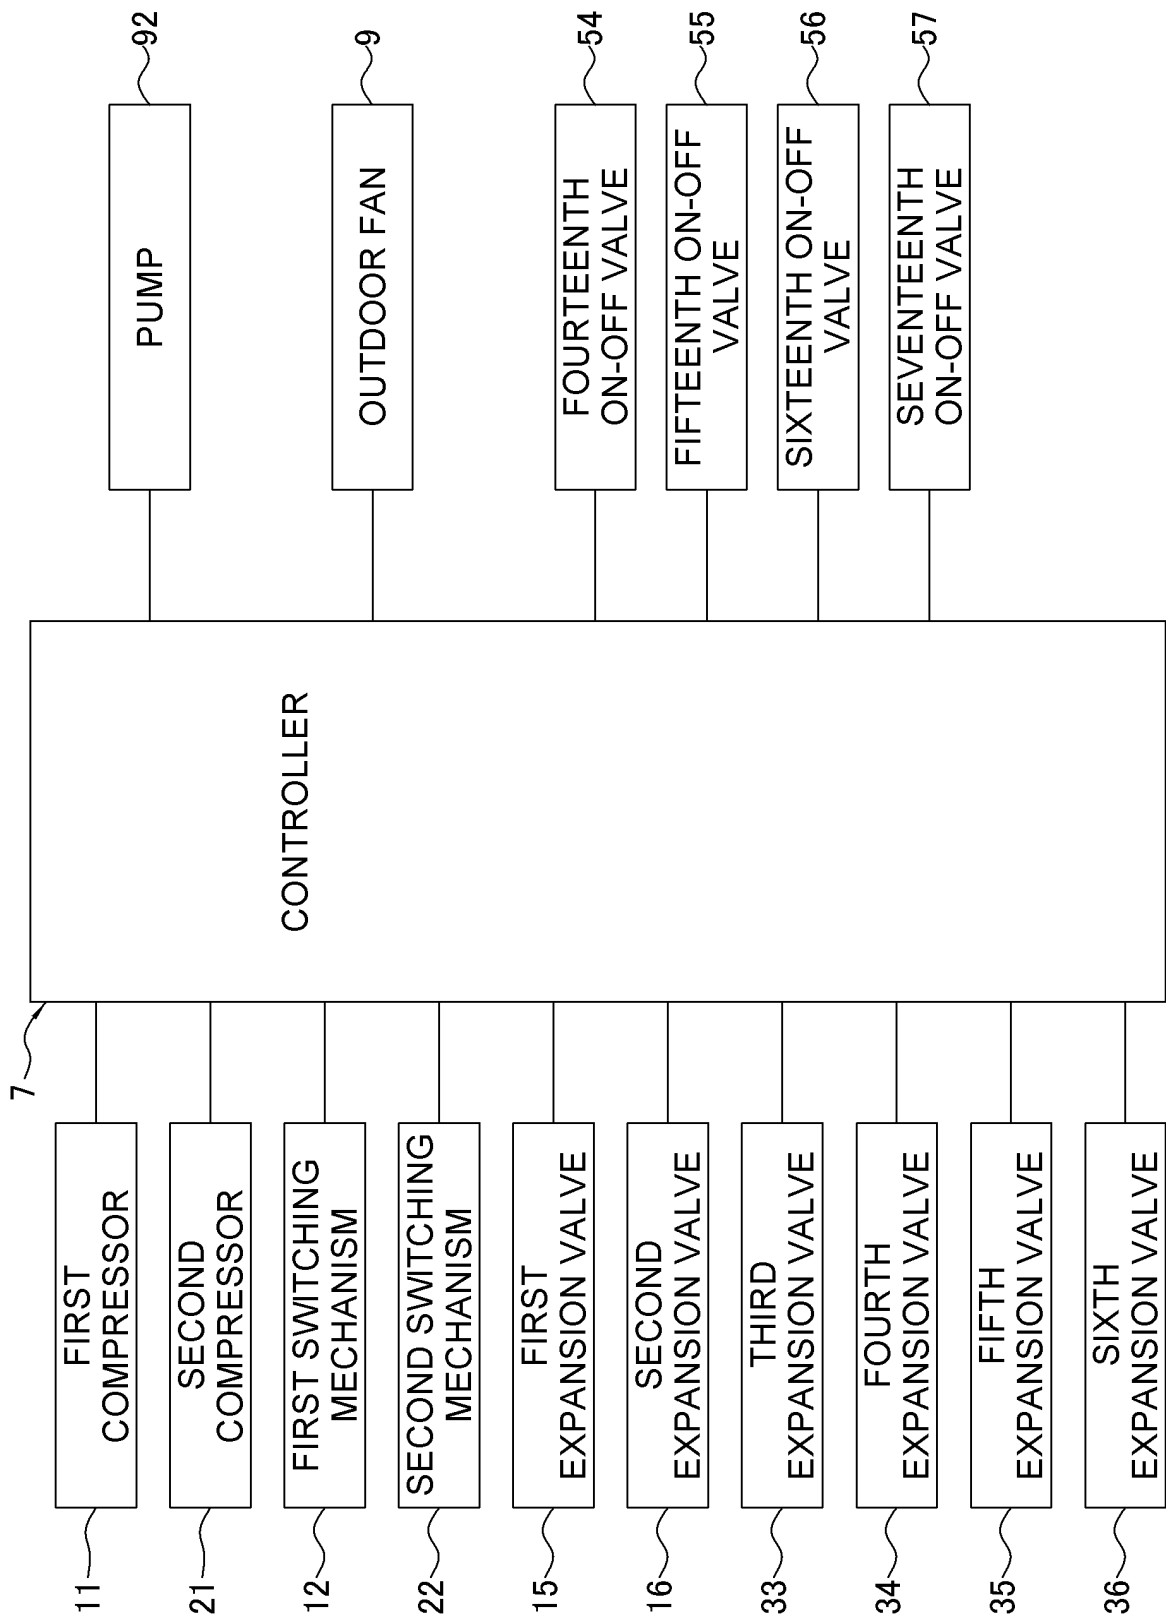 7
CONTROLLER
11
FIRST
COMPRESSOR
21
SECOND
COMPRESSOR
12
FIRST SWITCHING
MECHANISM
22
SECOND SWITCHING
MECHANISM
15
FIRST
EXPANSION VALVE
16
SECOND
EXPANSION VALVE
33
THIRD
EXPANSION VALVE
34
FOURTH
EXPANSION VALVE
35
FIFTH
EXPANSION VALVE
36
SIXTH
EXPANSION VALVE
PUMP
92
OUTDOOR FAN
9
FOURTEENTH
ON-OFF VALVE
54
FIFTEENTH ON-OFF
VALVE
55
SIXTEENTH ON-OFF
VALVE
56
SEVENTEENTH
ON-OFF VALVE
57